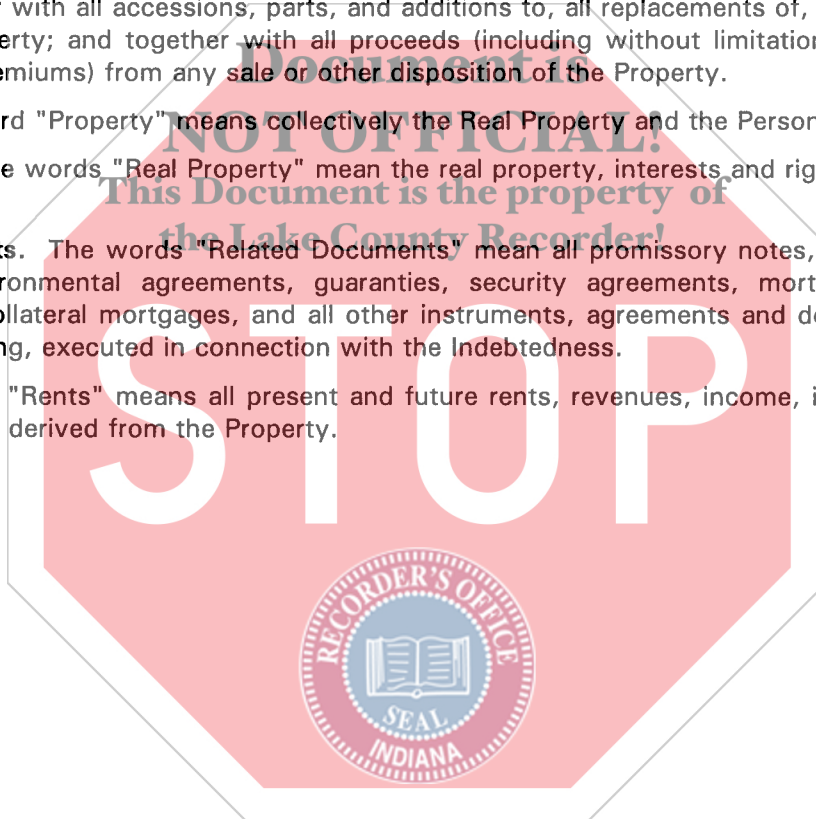 with all accessions, parts, and additions to, all replacements of,
erty; and together with all proceeds (including without limitation
emiums) from any sale or other disposition of the Property.
rd "Property" means collectively the Real Property and the Person
e words "Real Property" mean the real property, interests and rig
s. The words "Related Documents" mean all promissory notes,
ronmental agreements, guaranties, security agreements, mort
ollateral mortgages, and all other instruments, agreements and d
ng, executed in connection with the Indebtedness.
"Rents" means all present and future rents, revenues, income, i
derived from the Property.
Document is
NOT OFFICIAL!
This Document is the property of
the Lake County Recorder!
STOP
RECORDER'S OFFICE
SEAL
INDIANA